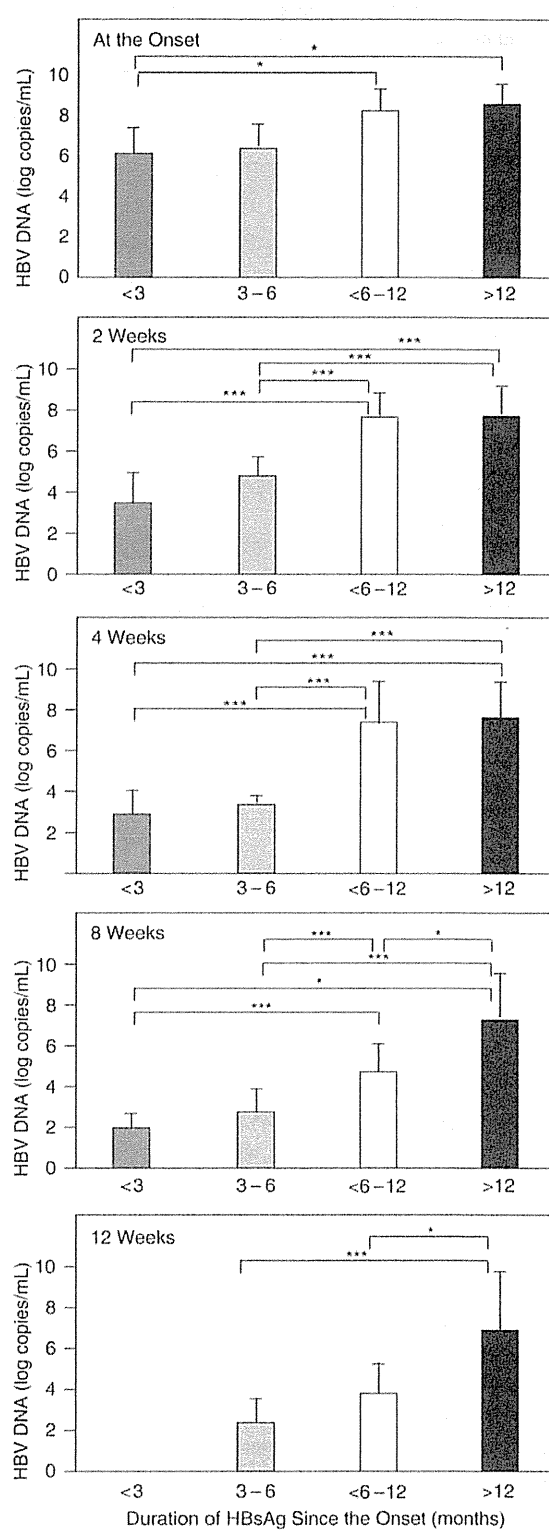 At the Onset
HBV DNA (log copies/mL)
10
8
6
4
2
0
*
*
<3 3–6 <6–12 >12
2 Weeks
HBV DNA (log copies/mL)
10
8
6
4
2
0
***
***
***
***
<3 3–6 <6–12 >12
4 Weeks
HBV DNA (log copies/mL)
10
8
6
4
2
***
***
***
***
<3 3–6 <6–12 >12
8 Weeks
HBV DNA (log copies/mL)
10
8
6
4
2
0
*** *
***
*
***
<3 3–6 <6–12 >12
12 Weeks
HBV DNA (log copies/mL)
10
8
6
4
2
0
*
***
<3 3–6 <6–12 >12
Duration of HBsAg Since the Onset (months)